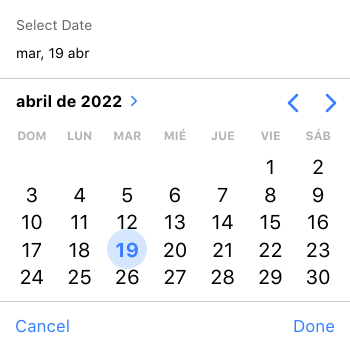 Select Date
mar, 19 abr
abril de 2022
DOM LUN MAR MIÉ JUE VIE SÁB
1 2
3 4 5 6 7 8 9
10 11 12 13 14 15 16
17 18 19 20 21 22 23
24 25 26 27 28 29 30
Cancel Done